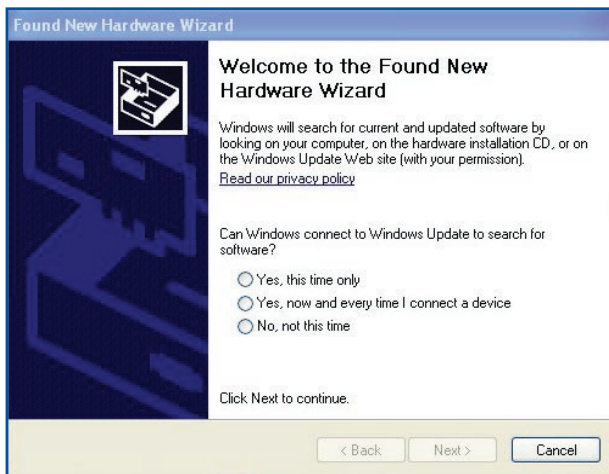 Found New Hardware Wizard
Welcome to the Found New
Hardware Wizard
Windows will search for current and updated software by
looking on your computer, on the hardware installation CD, or on
the Windows Update Web site (with your permission).
Read our privacy policy
Can Windows connect to Windows Update to search for
software?
Yes, this time only
Yes, now and every time I connect a device
No, not this time
Click Next to continue.
< Back
Next >
Cancel